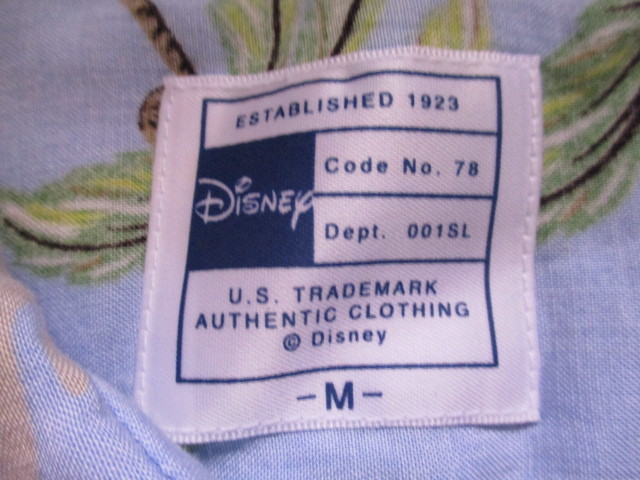 ESTABLISHED 1923
Disney
Code No. 78
Dept. 001SL
U.S. TRADEMARK
AUTHENTIC CLOTHING
© Disney
-M-